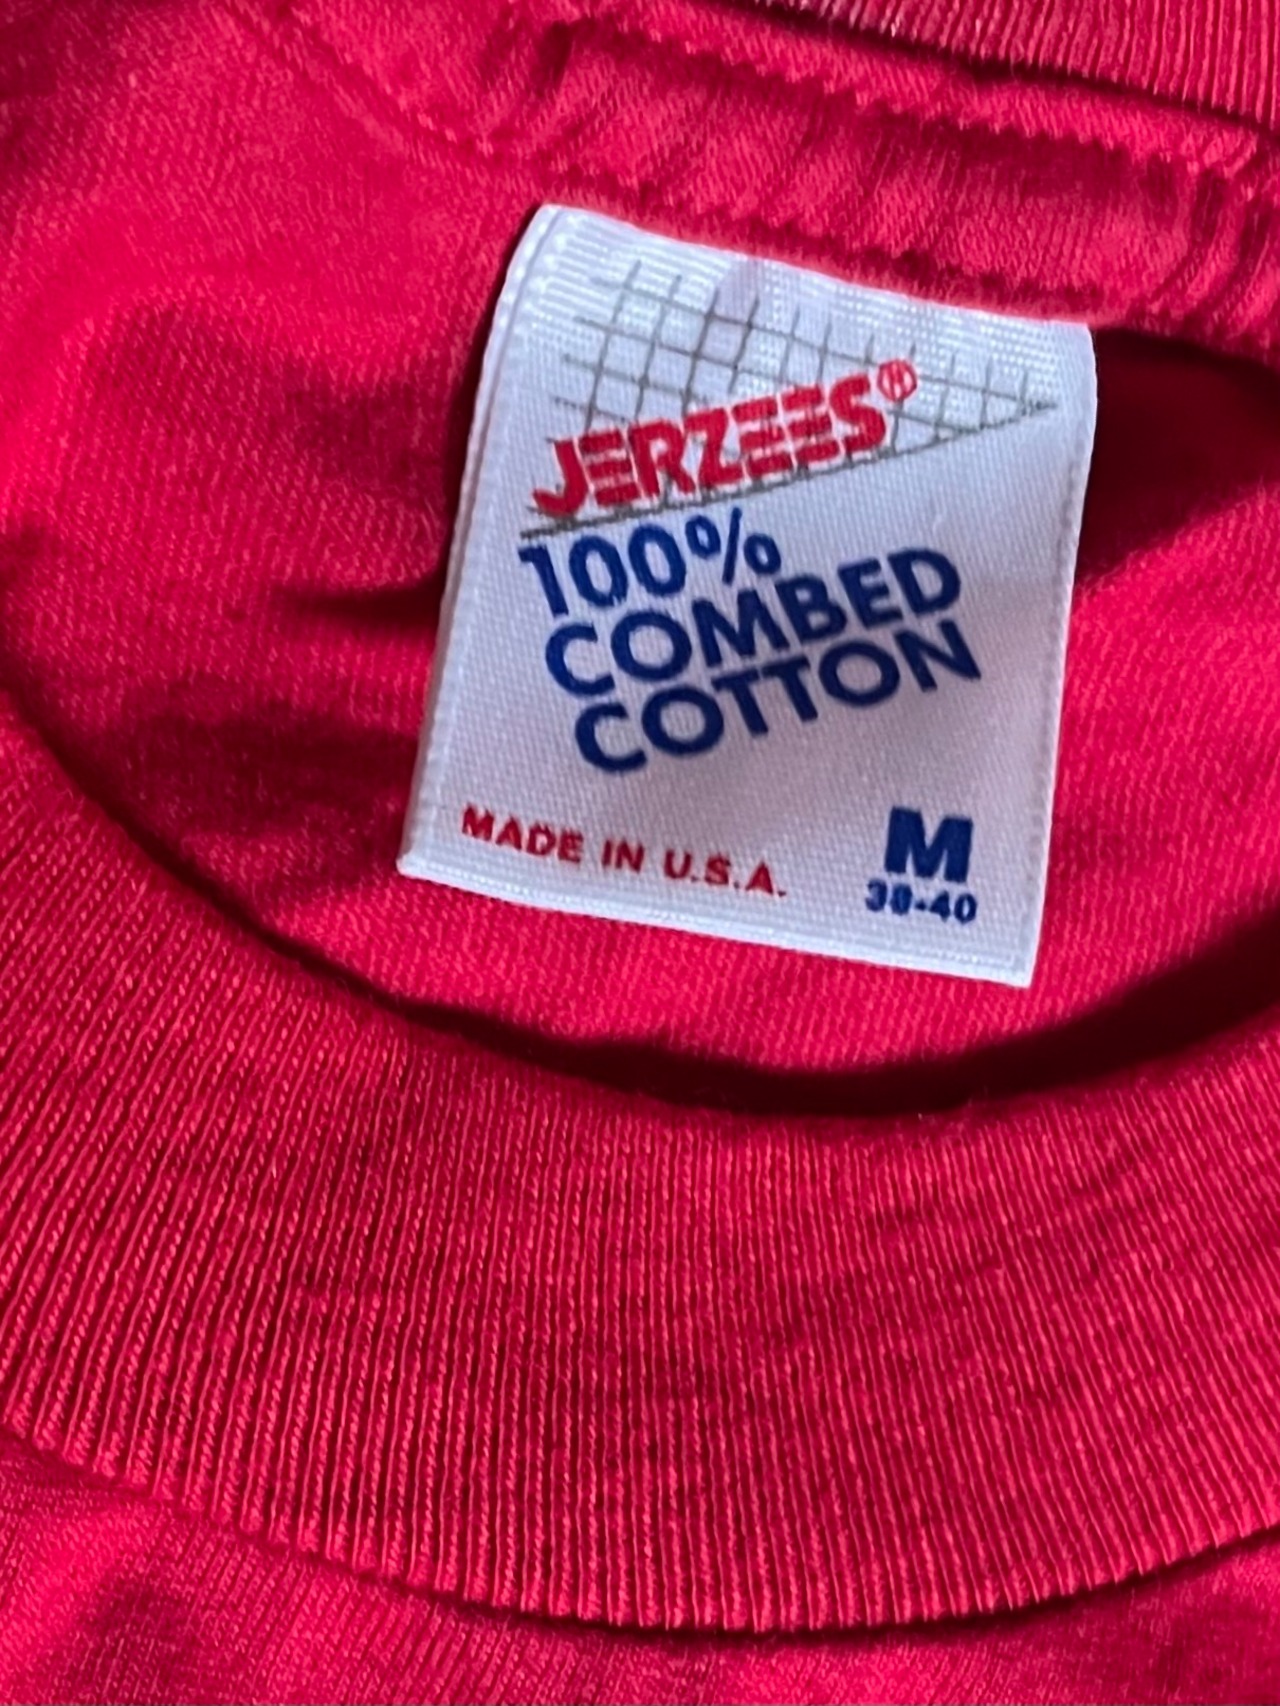 JERZEES®
100%
COMBED
COTTON
MADE IN U.S.A.
M
38-40